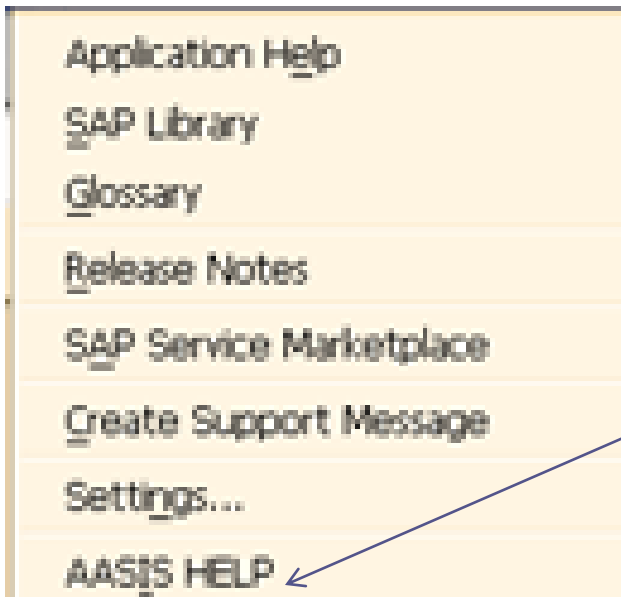 Application Help
SAP Library
Glossary
Release Notes
SAP Service Marketplace
Create Support Message
Settings...
AASIS HELP